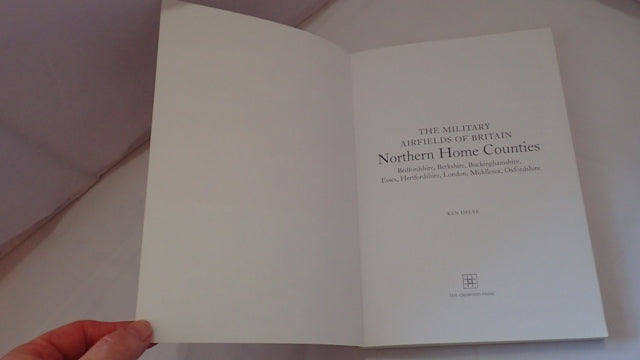 THE MILITARY
AIRFIELDS OF BRITAIN
Northern Home Counties
Bedfordshire, Berkshire, Buckinghamshire,
Essex, Hertfordshire, London, Middlesex, Oxfordshire
KEN DELVE
THE CROWOOD PRESS